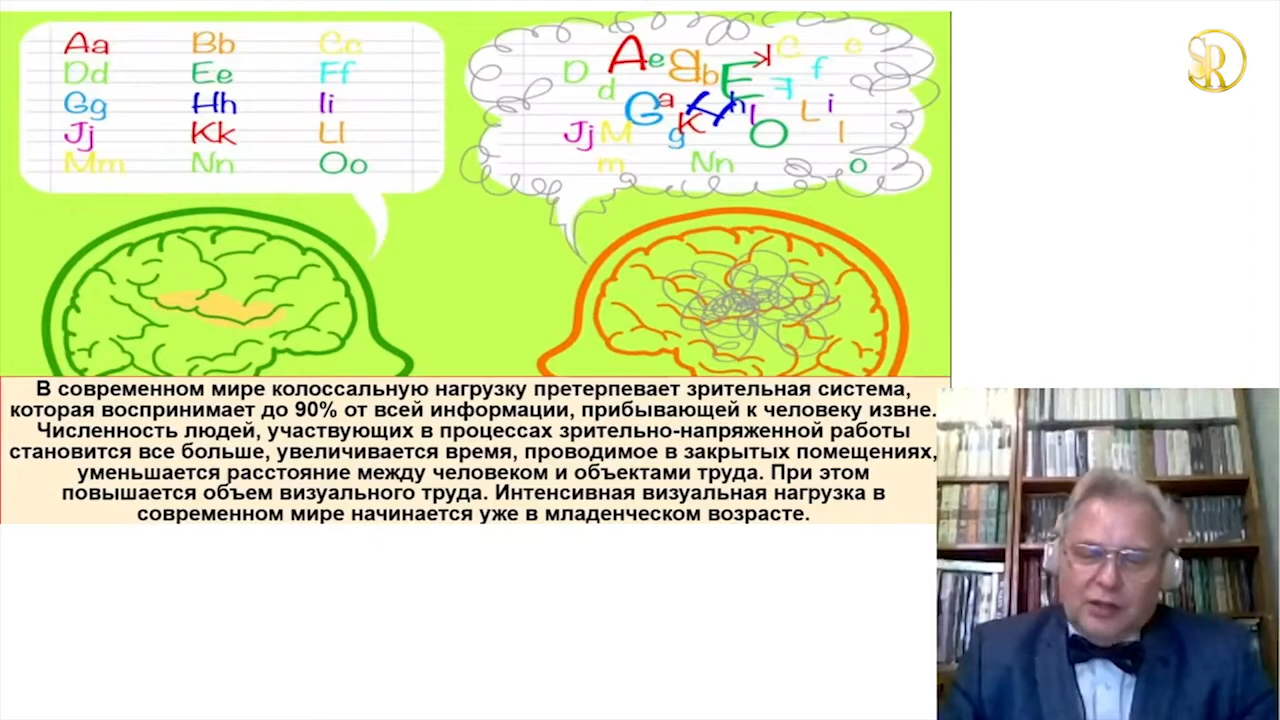 Aa Bb Cc
Dd Ee Ff
Gg Hh Ii
Jj Kk Ll
Mm Nn Oo
A e B b E k C c
D d F f
G a H h l L i
Jj M K g O l
m Nn o
SR
В современном мире колоссальную нагрузку претерпевает зрительная система,
которая воспринимает до 90% от всей информации, прибывающей к человеку извне.
Численность людей, участвующих в процессах зрительно-напряженной работы
становится все больше, увеличивается время, проводимое в закрытых помещениях,
уменьшается расстояние между человеком и объектами труда. При этом
повышается объем визуального труда. Интенсивная визуальная нагрузка в
современном мире начинается уже в младенческом возрасте.